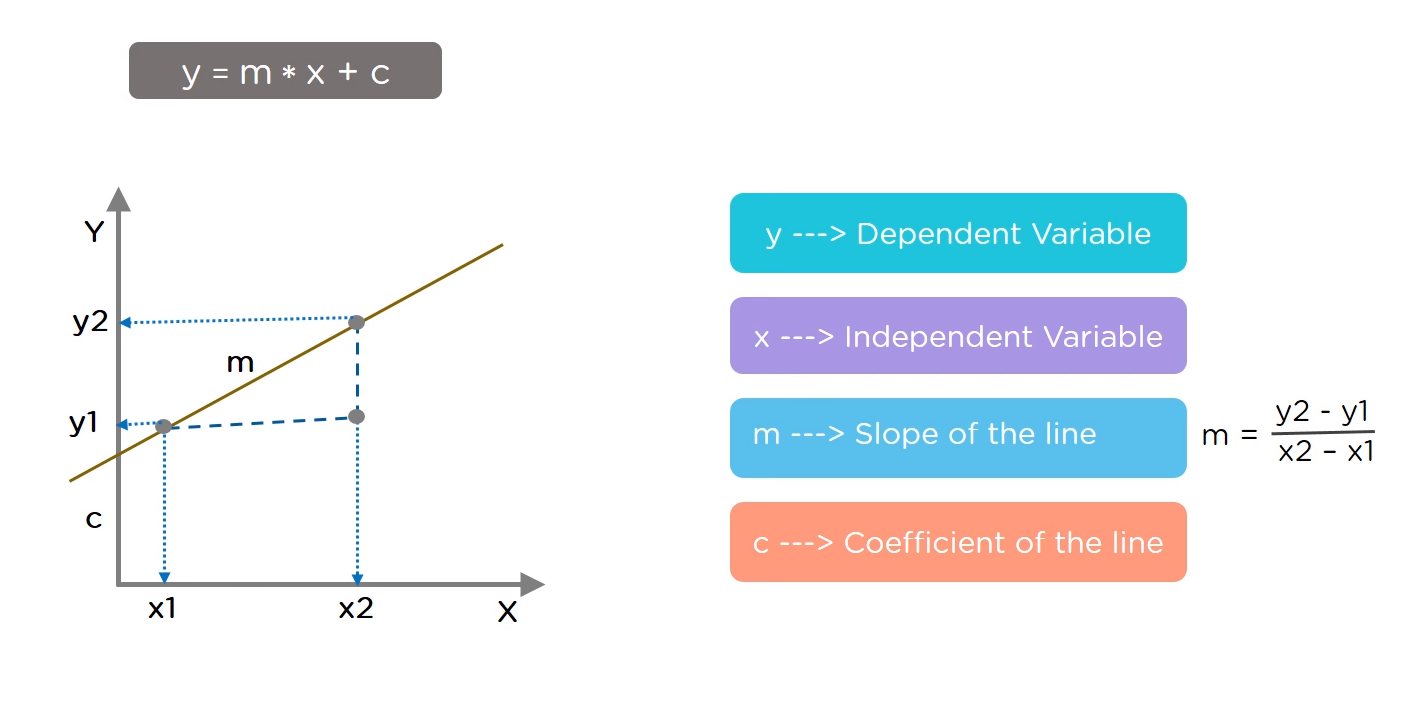 y = m * x + c
Y
y2
m
y1
c
x1
x2
X
y ---> Dependent Variable
x ---> Independent Variable
m ---> Slope of the line
m = y2 - y1
x2 - x1
c ---> Coefficient of the line